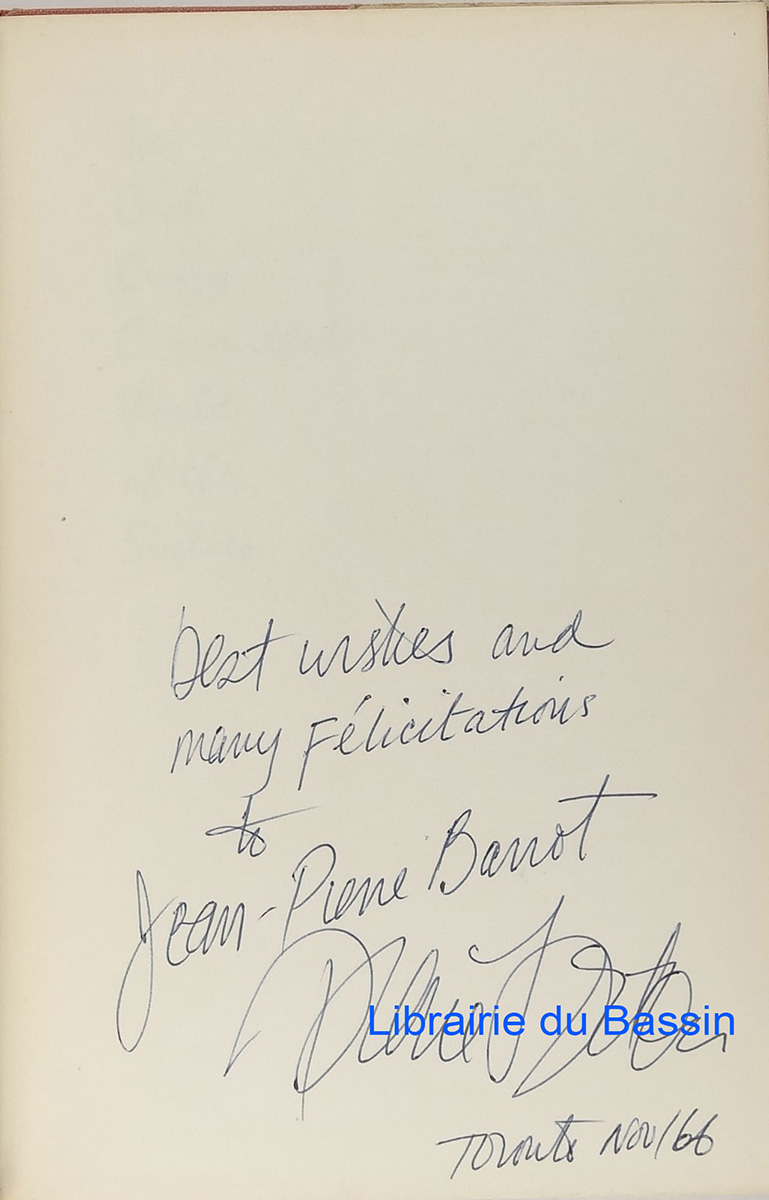 best wishes and
many Félicitations
to
Jean-Pierre Barrot
Librairie du Bassin
Toronto Nov/66